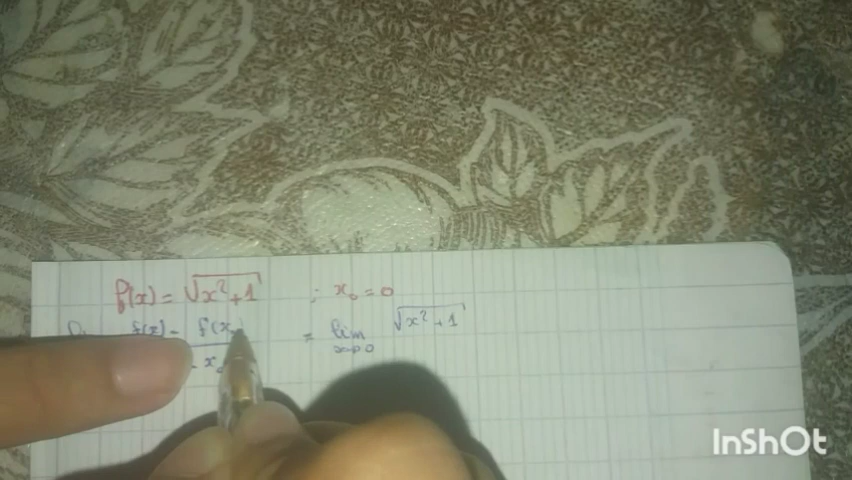 f(x) = √x²+1 ; x₀ = 0
f(x) - f(x = lim √x²+1
- x₀ x→0
InShOt